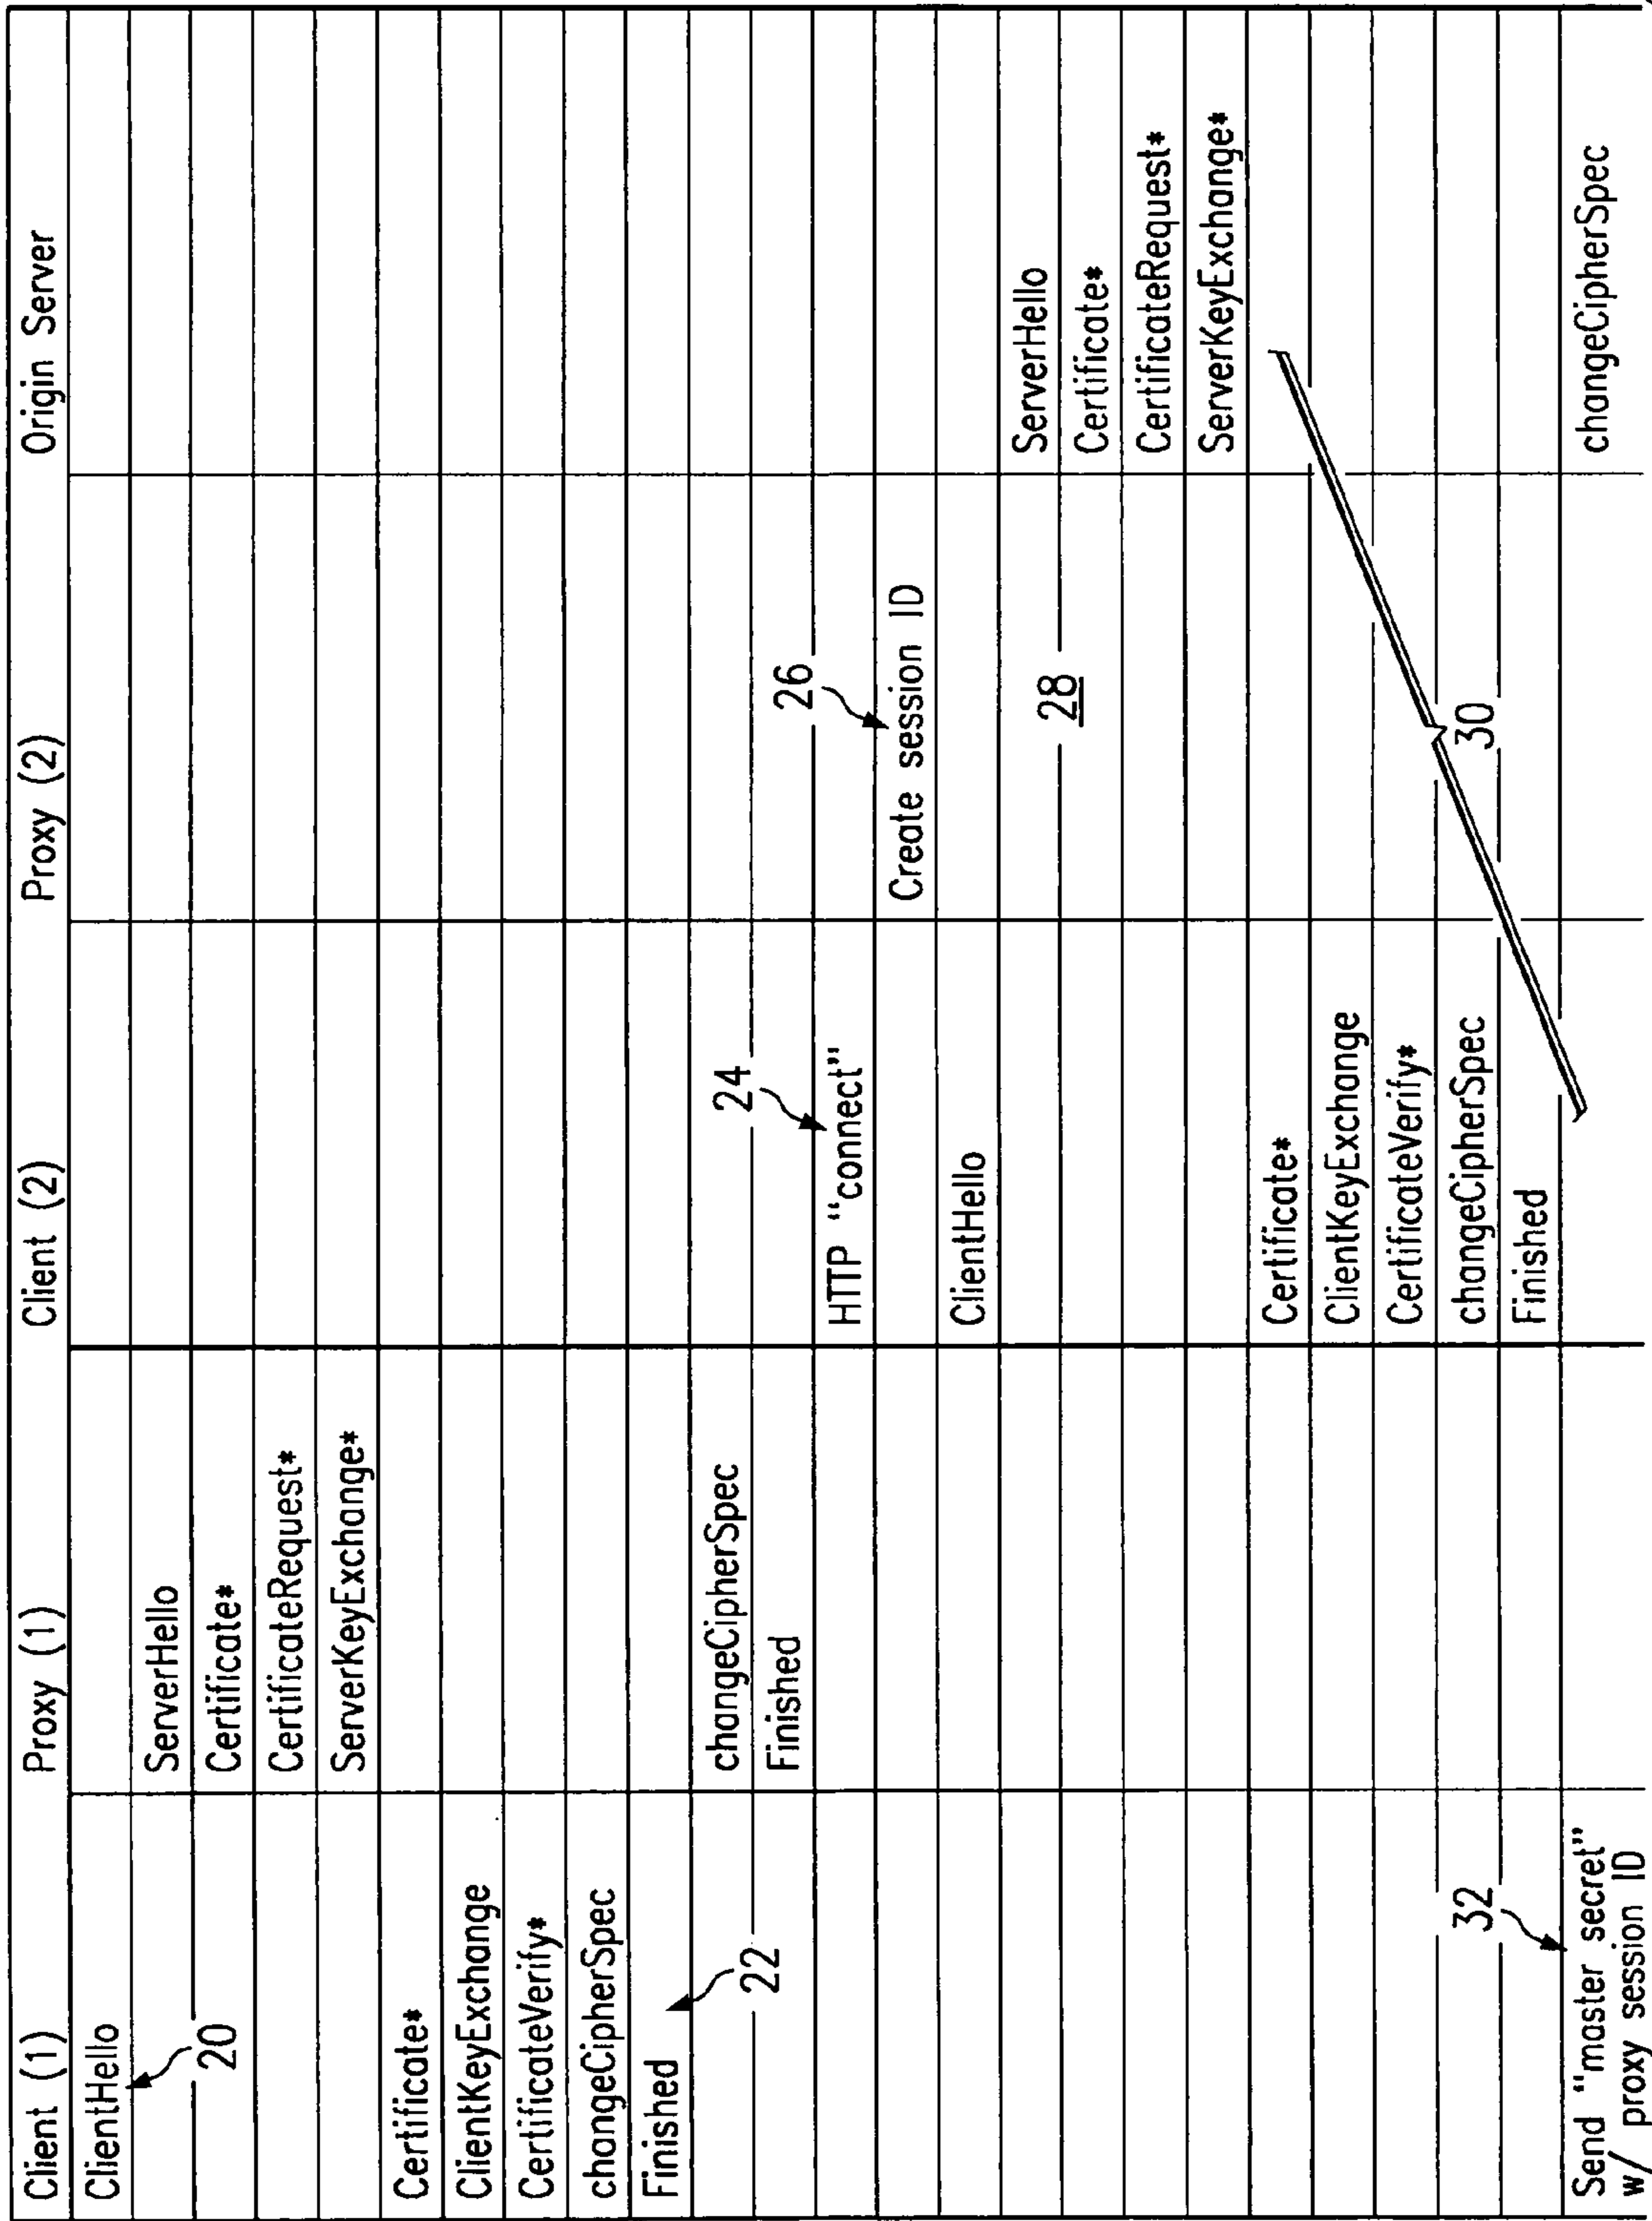 Client (1)
Proxy (1)
Client (2)
Proxy (2)
Origin Server
ClientHello
20
ServerHello
Certificate*
CertificateRequest*
ServerKeyExchange*
Certificate*
ClientKeyExchange
CertificateVerify*
changeCipherSpec
Finished
22
changeCipherSpec
Finished
24
HTTP “connect”
26
Create session ID
ClientHello
ServerHello
28
Certificate*
CertificateRequest*
ServerKeyExchange*
Certificate*
ClientKeyExchange
CertificateVerify*
changeCipherSpec
30
Finished
32
Send “master secret”
w/ proxy session ID
changeCipherSpec